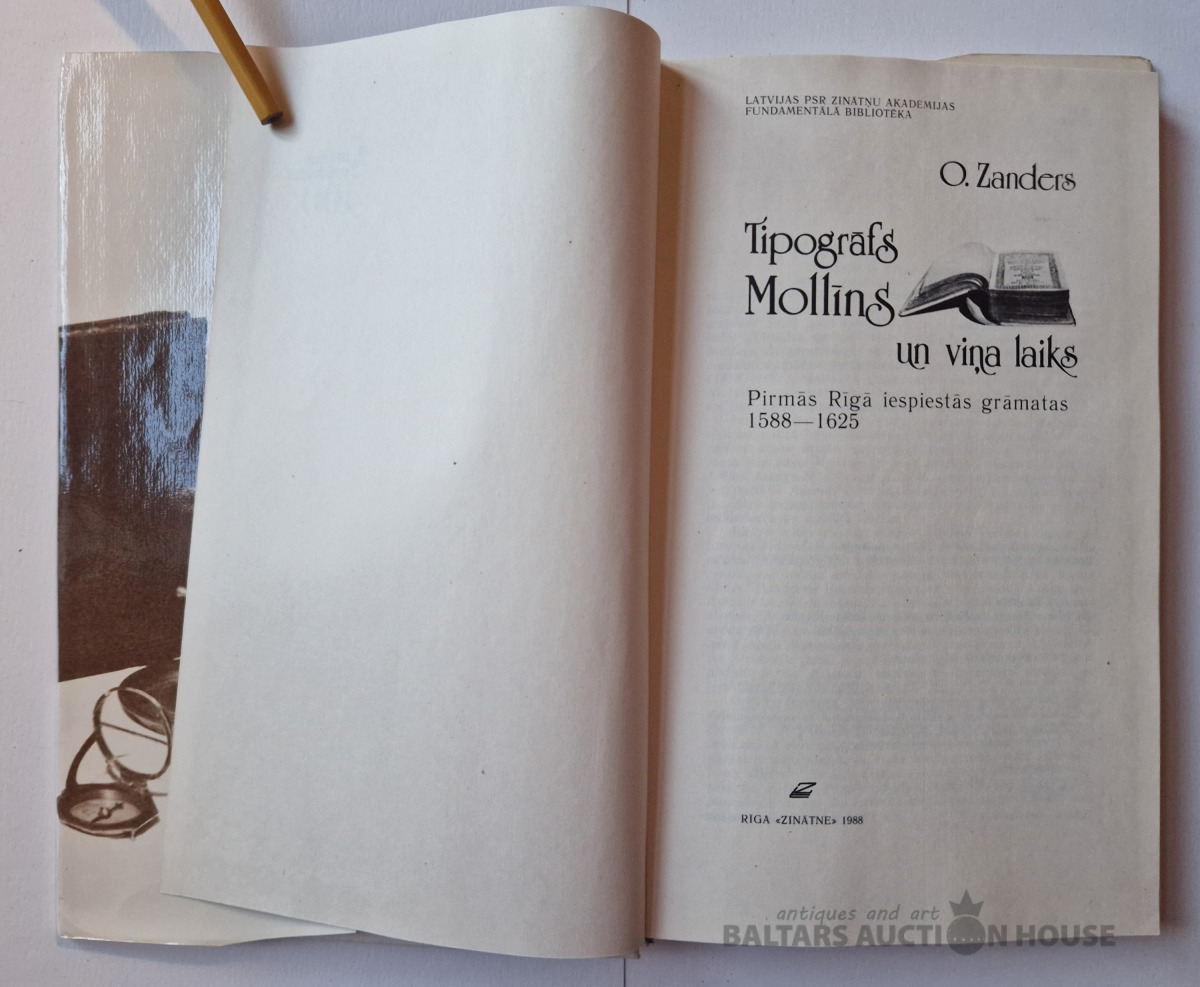 LATVIJAS PSR ZINĀTŅU AKADĒMIJAS
FUNDAMENTĀLĀ BIBLIOTĒKA
O. Zanders
Tipogrāfs
Mollīns
un viņa laiks
Pirmās Rīgā iespiestās grāmatas
1588—1625
RĪGA «ZINĀTNE» 1988
antiques and art
BALTARS AUCTION HOUSE